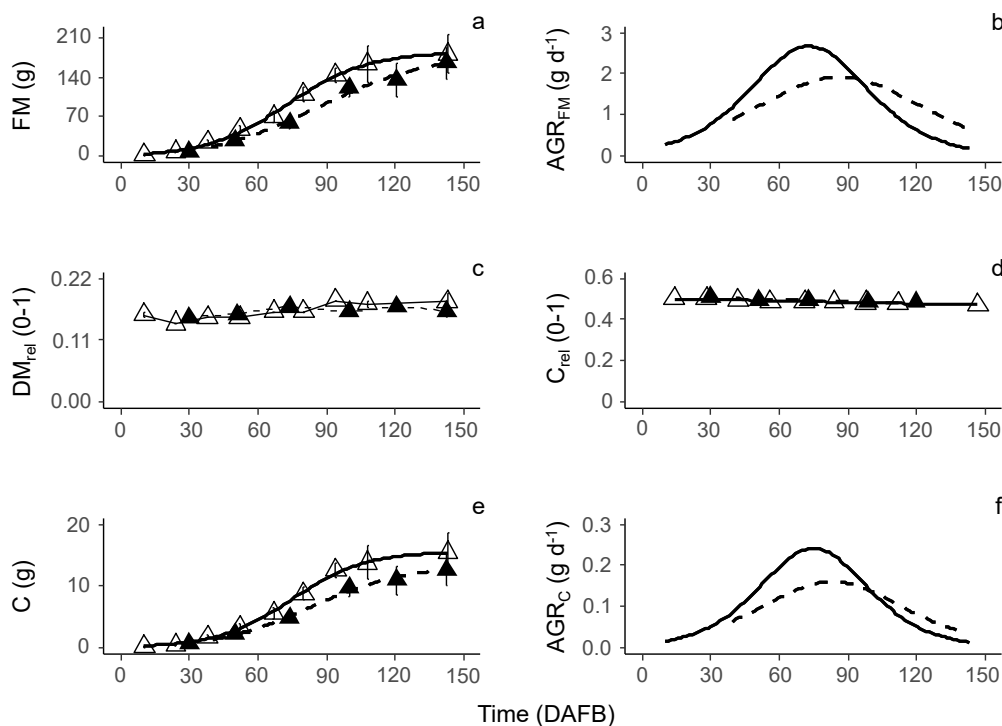 a
FM (g)
210
140
70
0
0 30 60 90 120 150
b
AGR_FM (g d⁻¹)
3
2
1
0
0 30 60 90 120 150
c
DM_rel (0-1)
0.22
0.11
0.00
0 30 60 90 120 150
d
C_rel (0-1)
0.6
0.4
0.2
0
0 30 60 90 120 150
e
C (g)
20
10
0
0 30 60 90 120 150
f
AGR_C (g d⁻¹)
0.3
0.2
0.1
0.0
0 30 60 90 120 150
Time (DAFB)